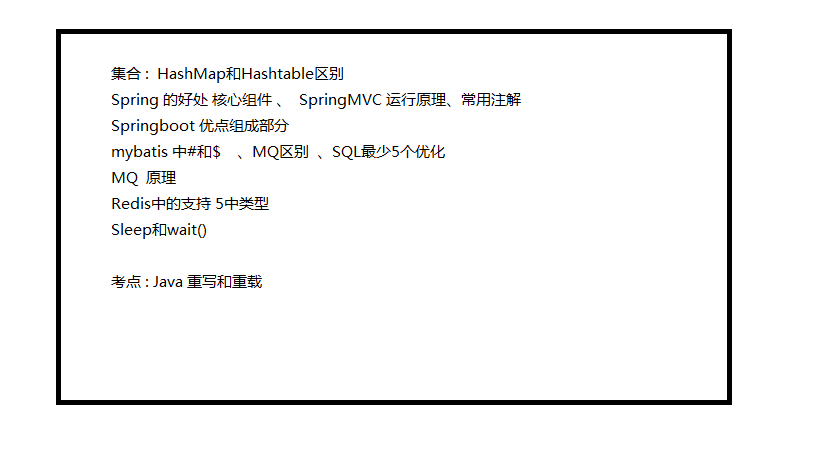 集合： HashMap和Hashtable区别
Spring 的好处 核心组件 、 SpringMVC 运行原理、常用注解
Springboot 优点组成部分
mybatis 中#和$ 、MQ区别 、SQL最少5个优化
MQ 原理
Redis中的支持 5中类型
Sleep和wait()
考点 : Java 重写和重载